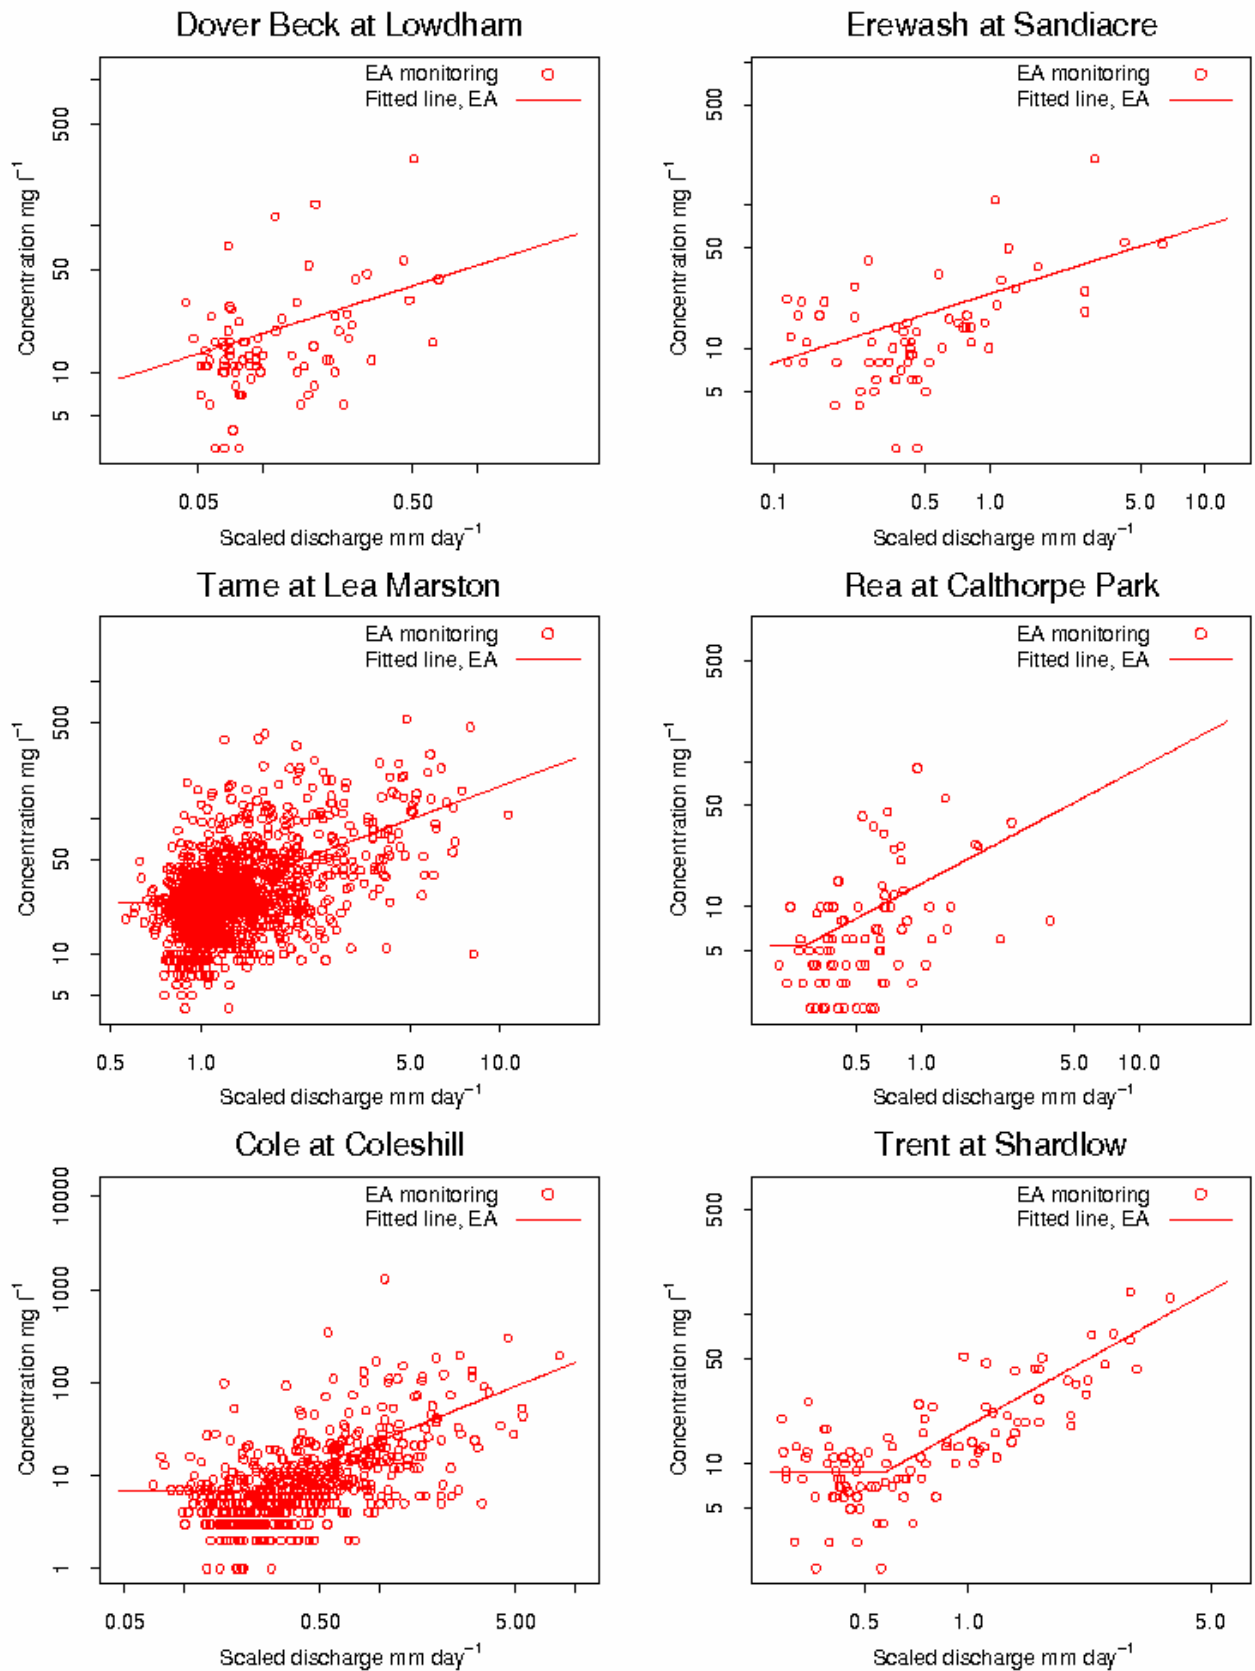 Dover Beck at Lowdham
EA monitoring
Fitted line, EA
Concentration mg l⁻¹
500
50
10
5
0.05
0.50
Scaled discharge mm day⁻¹
Erewash at Sandiacre
EA monitoring
Fitted line, EA
Concentration mg l⁻¹
500
50
10
5
0.1
0.5
1.0
5.0
10.0
Scaled discharge mm day⁻¹
Tame at Lea Marston
EA monitoring
Fitted line, EA
Concentration mg l⁻¹
500
50
10
5
0.5
1.0
5.0
10.0
Scaled discharge mm day⁻¹
Rea at Calthorpe Park
EA monitoring
Fitted line, EA
Concentration mg l⁻¹
500
50
10
5
0.5
1.0
5.0
10.0
Scaled discharge mm day⁻¹
Cole at Coleshill
EA monitoring
Fitted line, EA
Concentration mg l⁻¹
10000
1000
100
10
1
0.05
0.50
5.00
Scaled discharge mm day⁻¹
Trent at Shardlow
EA monitoring
Fitted line, EA
Concentration mg l⁻¹
500
50
10
5
0.5
1.0
5.0
Scaled discharge mm day⁻¹